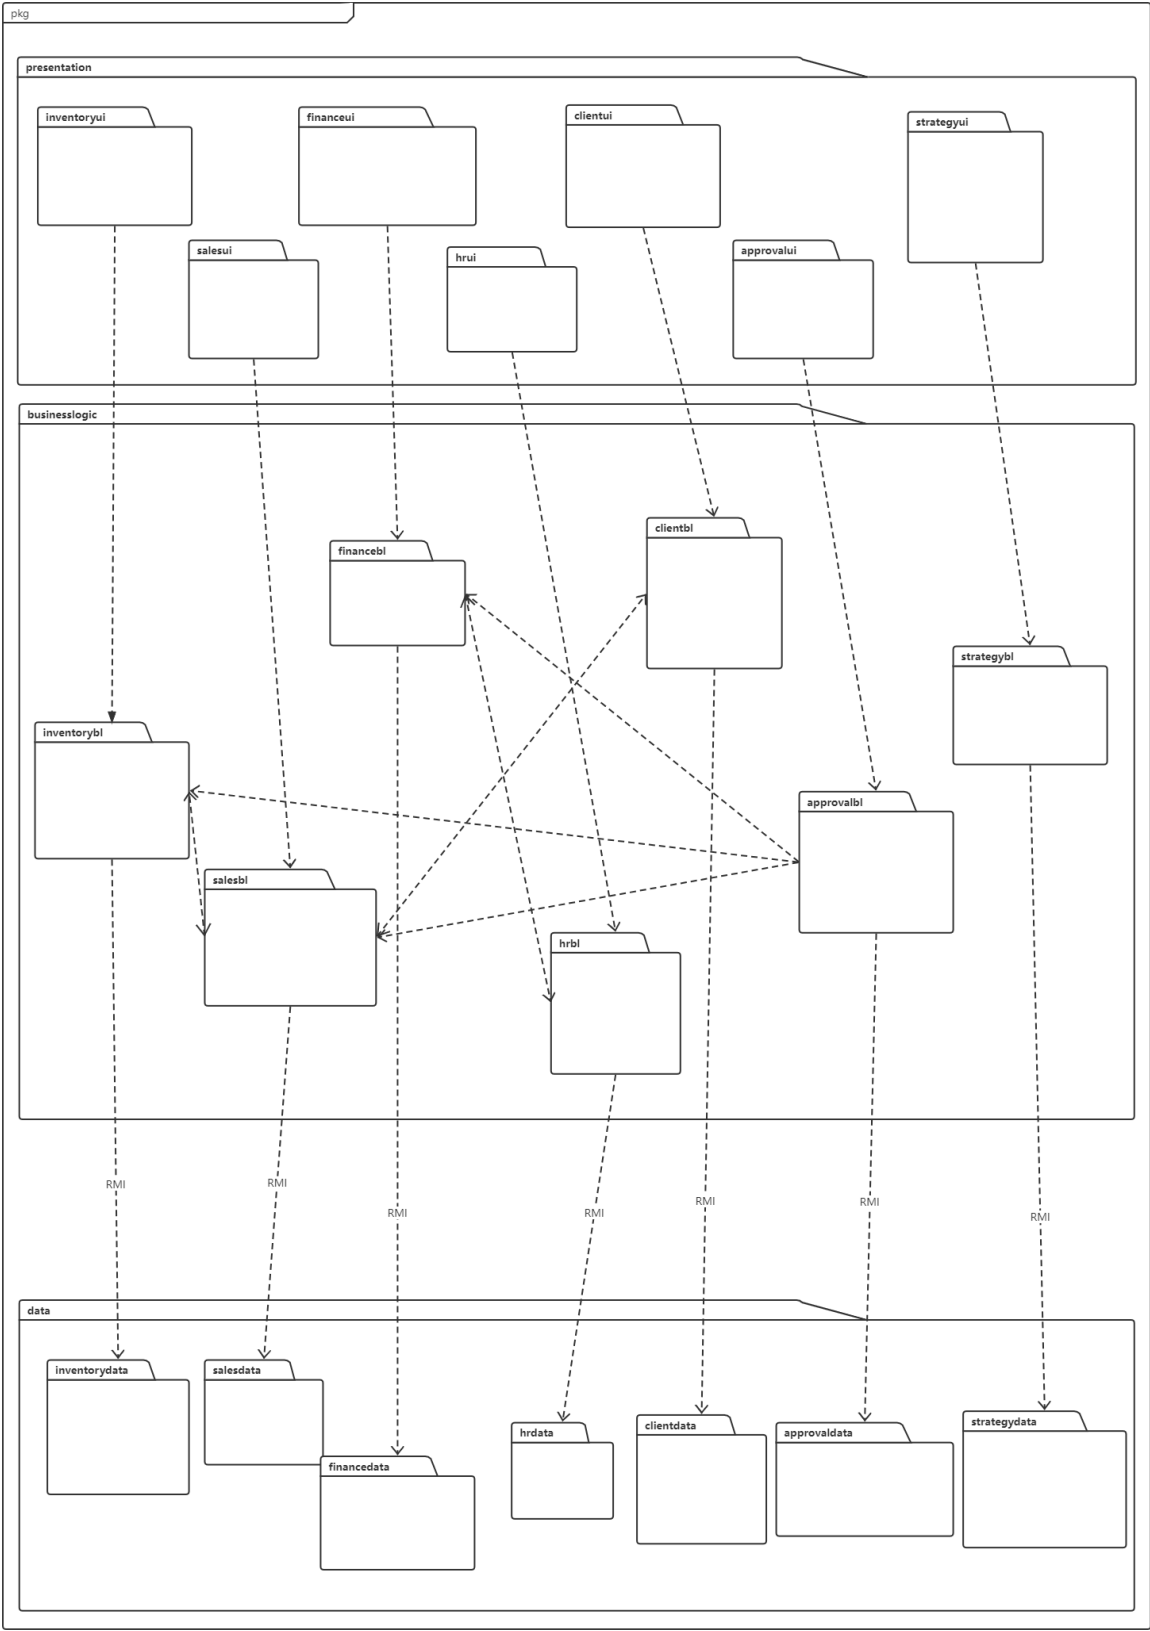 pkg
presentation
inventoryui
financeui
clientui
strategyui
salesui
hrui
approvalui
businesslogic
financebl
clientbl
strategybl
inventorybl
approvalbl
salesbl
hrbl
RMI
RMI
RMI
RMI
RMI
RMI
RMI
data
inventorydata
salesdata
financedata
hrdata
clientdata
approvaldata
strategydata